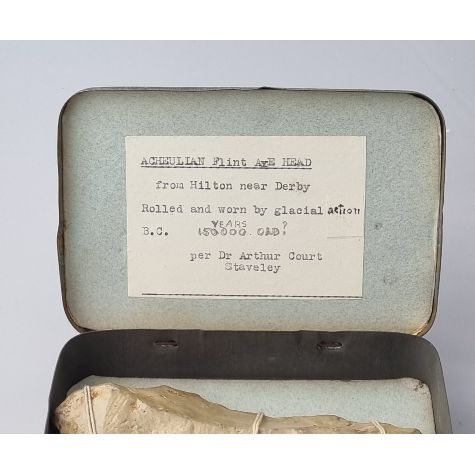 ACHEULIAN Flint AxE HEAD
from Hilton near Derby
Rolled and worn by glacial action
YEARS ?
B.C. 150000. OLD.
per Dr Arthur Court
Staveley